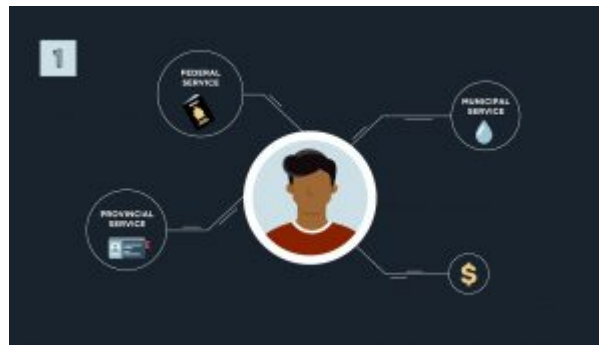 1
FEDERAL
SERVICE
MUNICIPAL
SERVICE
PROVINCIAL
SERVICE
$